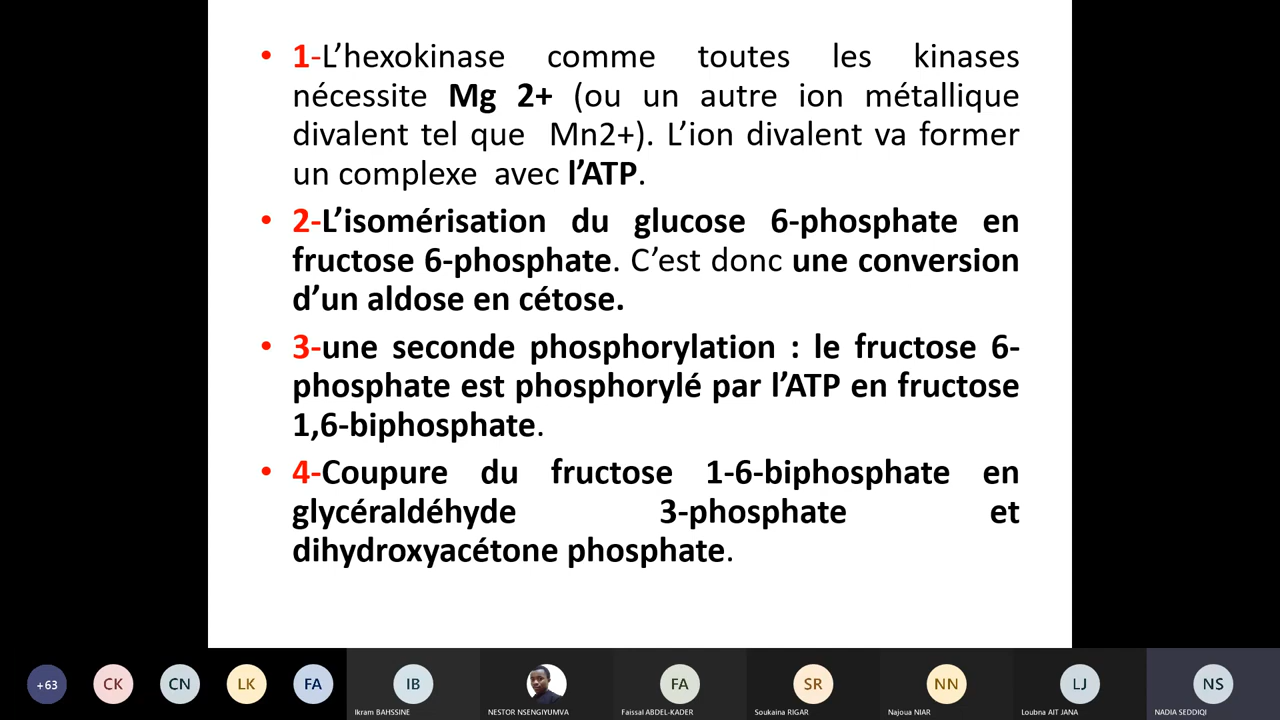 • 1-L’hexokinase comme toutes les kinases
nécessite Mg 2+ (ou un autre ion métallique
divalent tel que Mn2+). L’ion divalent va former
un complexe avec l’ATP.
• 2-L’isomérisation du glucose 6-phosphate en
fructose 6-phosphate. C’est donc une conversion
d’un aldose en cétose.
• 3-une seconde phosphorylation : le fructose 6-
phosphate est phosphorylé par l’ATP en fructose
1,6-biphosphate.
• 4-Coupure du fructose 1-6-biphosphate en
glycéraldéhyde 3-phosphate et
dihydroxyacétone phosphate.
+63 CK CN LK FA IB FA SR NN LJ NS
Ikram BAHSSINE NESTOR NSENGIYUMVA Faissal ABDEL-KADER Soukaina RIGAR Najoua NIAR Loubna AIT JANA NADIA SEDDIQI